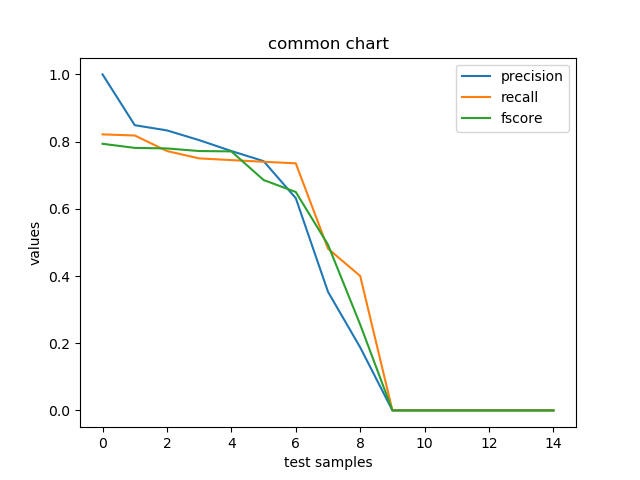 common chart
precision
recall
fscore
values
1.0
0.8
0.6
0.4
0.2
0.0
0 2 4 6 8 10 12 14
test samples